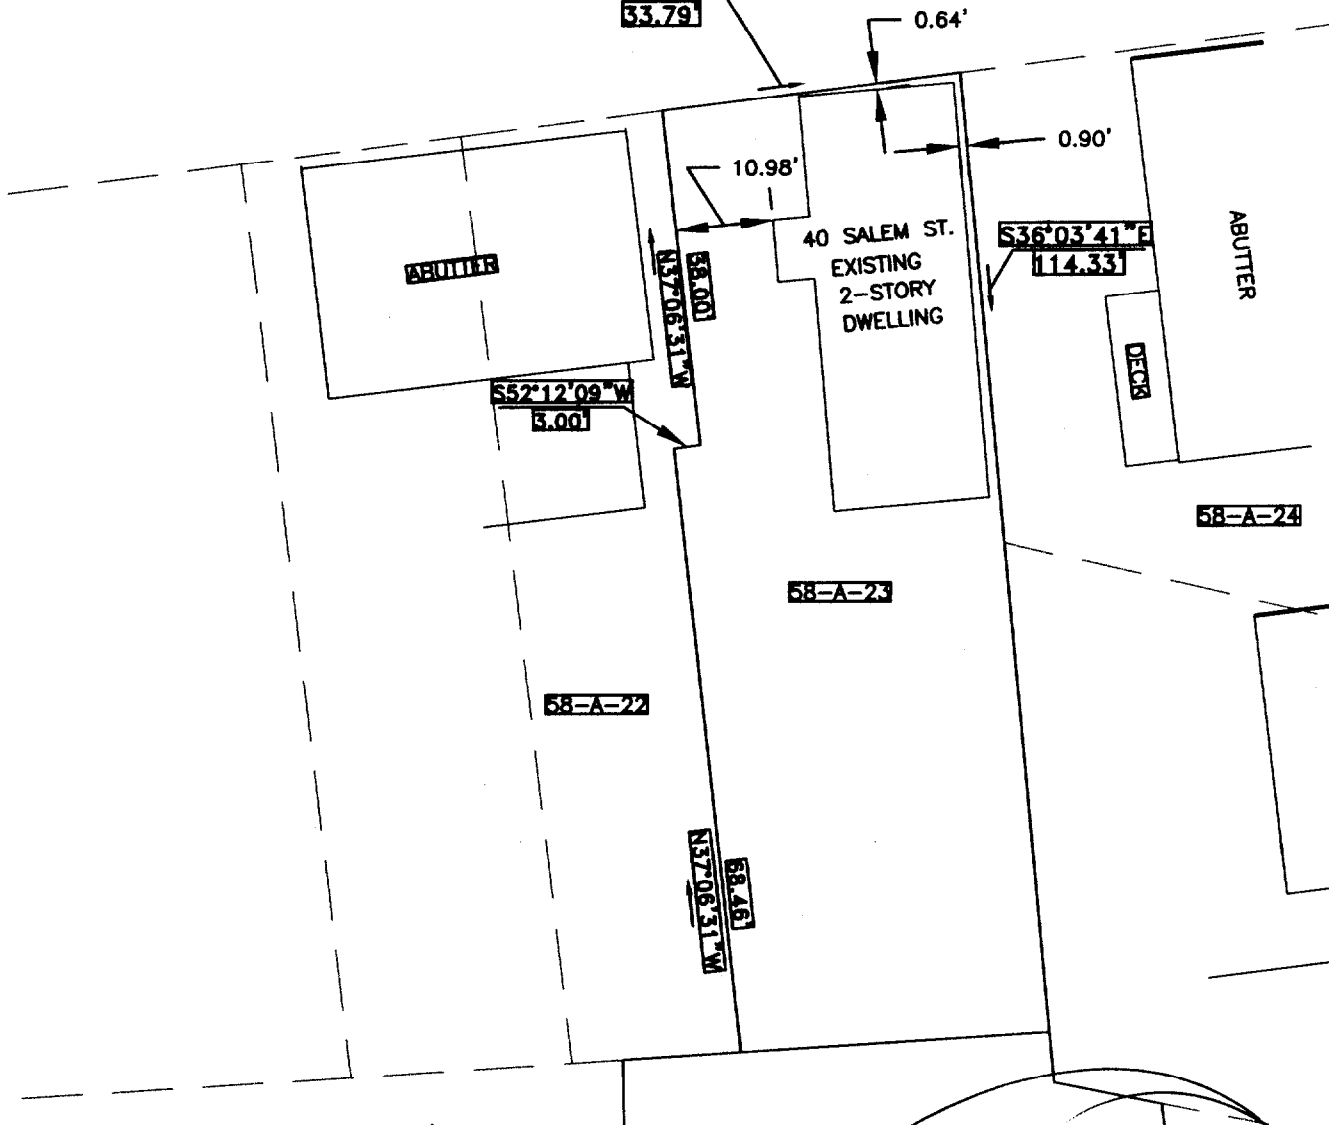 33.79'
0.64'
0.90'
10.98'
40 SALEM ST.
EXISTING
2-STORY
DWELLING
S36°03'41"E
114.33'
ABUTTER
ABUTTER
N37°06'31"W
38.00'
DECK
S52°12'09"W
3.00'
58-A-24
58-A-23
58-A-22
N37°06'31"W
68.46'